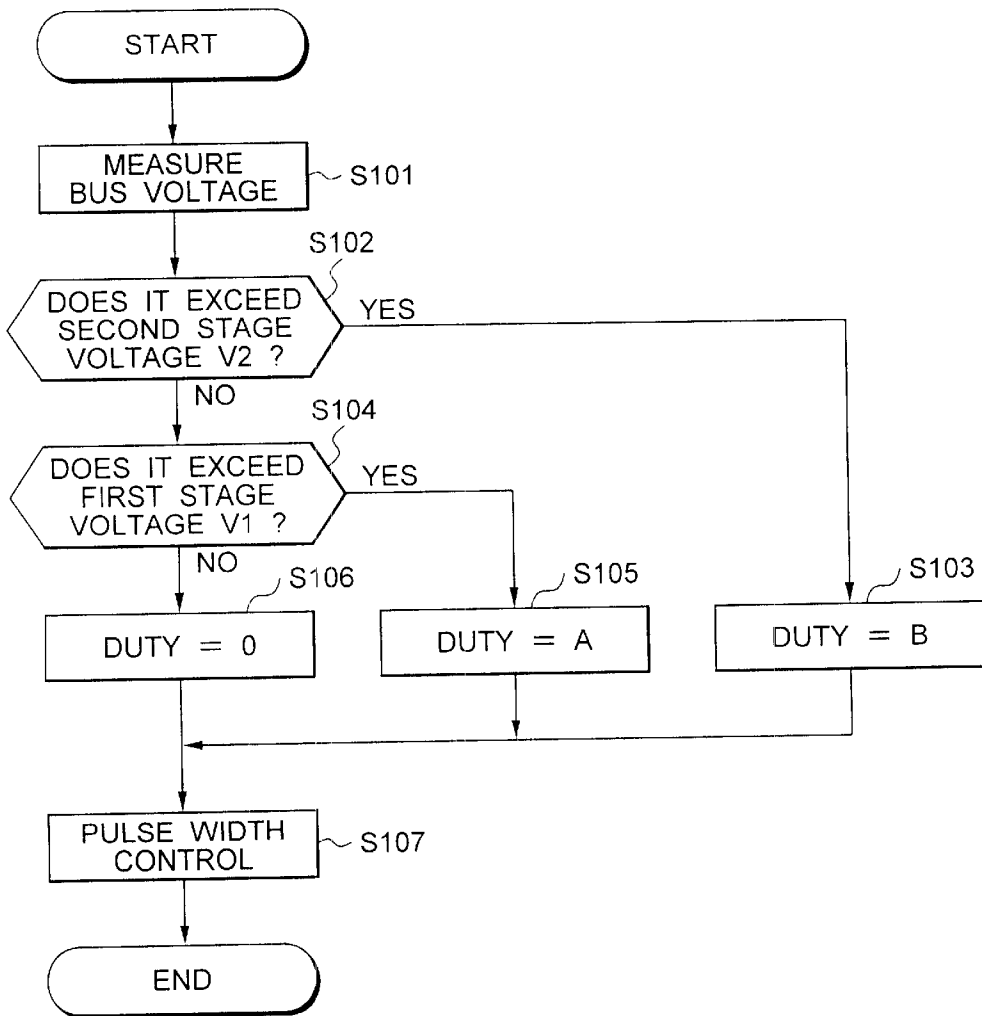 START
MEASURE
BUS VOLTAGE
S101
S102
DOES IT EXCEED
SECOND STAGE
VOLTAGE V2 ?
YES
NO
S104
DOES IT EXCEED
FIRST STAGE
VOLTAGE V1 ?
YES
NO
S106
DUTY = 0
S105
DUTY = A
S103
DUTY = B
PULSE WIDTH
CONTROL
S107
END